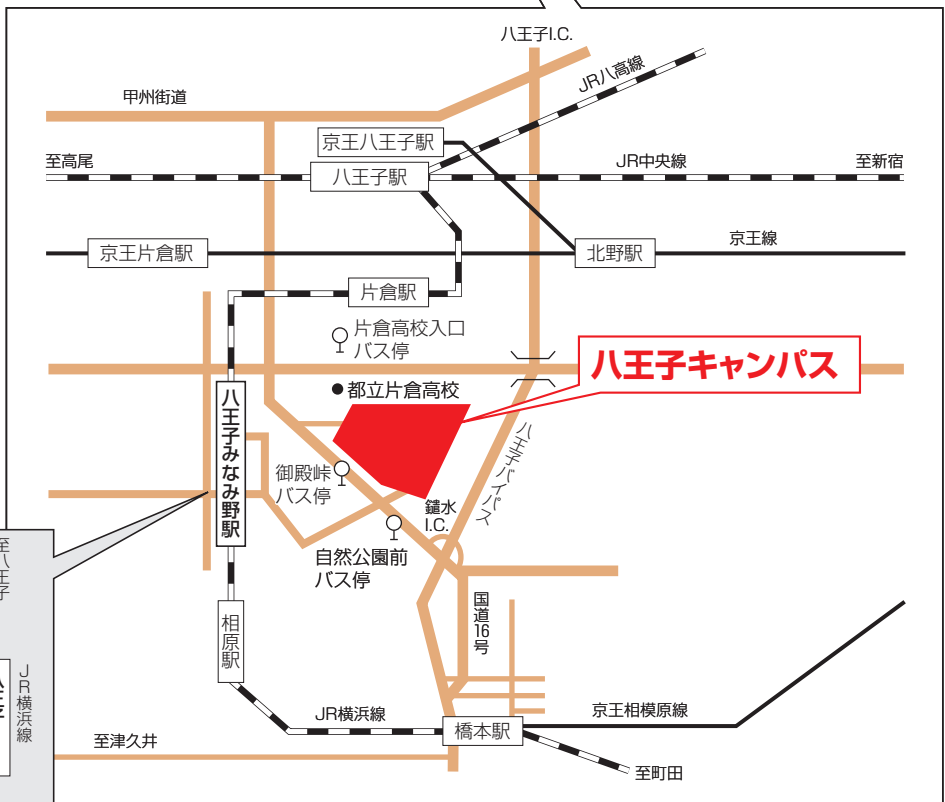 八王子I.C.
JR八高線
甲州街道
京王八王子駅
至高尾
八王子駅
JR中央線
至新宿
京王片倉駅
北野駅
京王線
片倉駅
片倉高校入口
バス停
八王子キャンパス
都立片倉高校
八王子みなみ野駅
八王子バイパス
御殿峠
バス停
鑓水
I.C.
自然公園前
バス停
至八王子
国道16号
相原駅
JR横浜線
JR横浜線
京王相模原線
橋本駅
至津久井
至町田